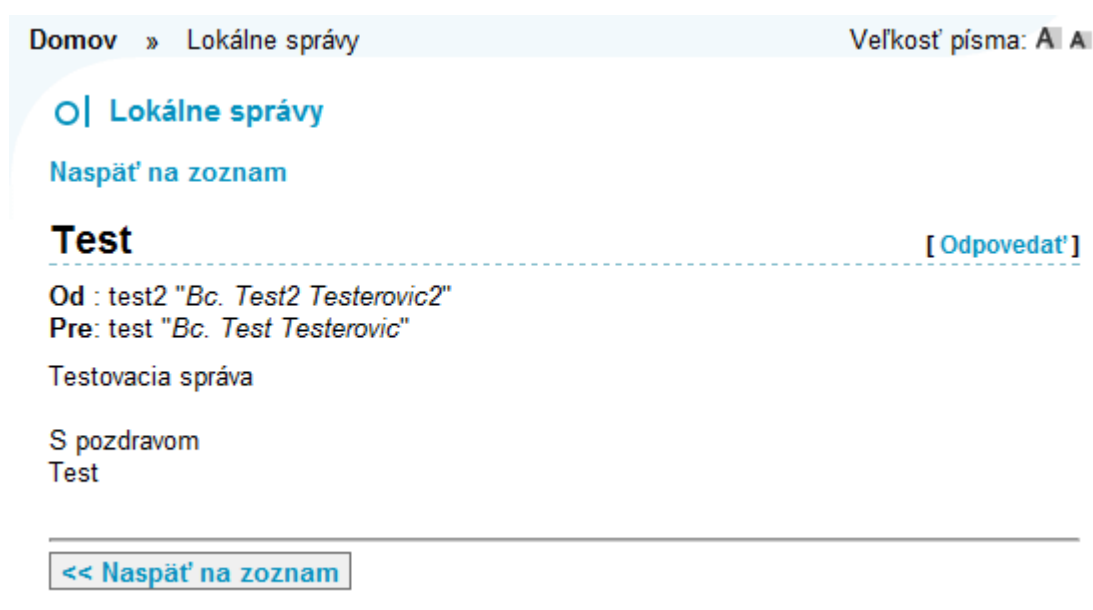 Domov » Lokálne správy Veľkosť písma: A A
Lokálne správy
Naspäť na zoznam
Test [ Odpovedať ]
Od : test2 "Bc. Test2 Testerovic2"
Pre: test "Bc. Test Testerovic"
Testovacia správa
S pozdravom
Test
<< Naspäť na zoznam